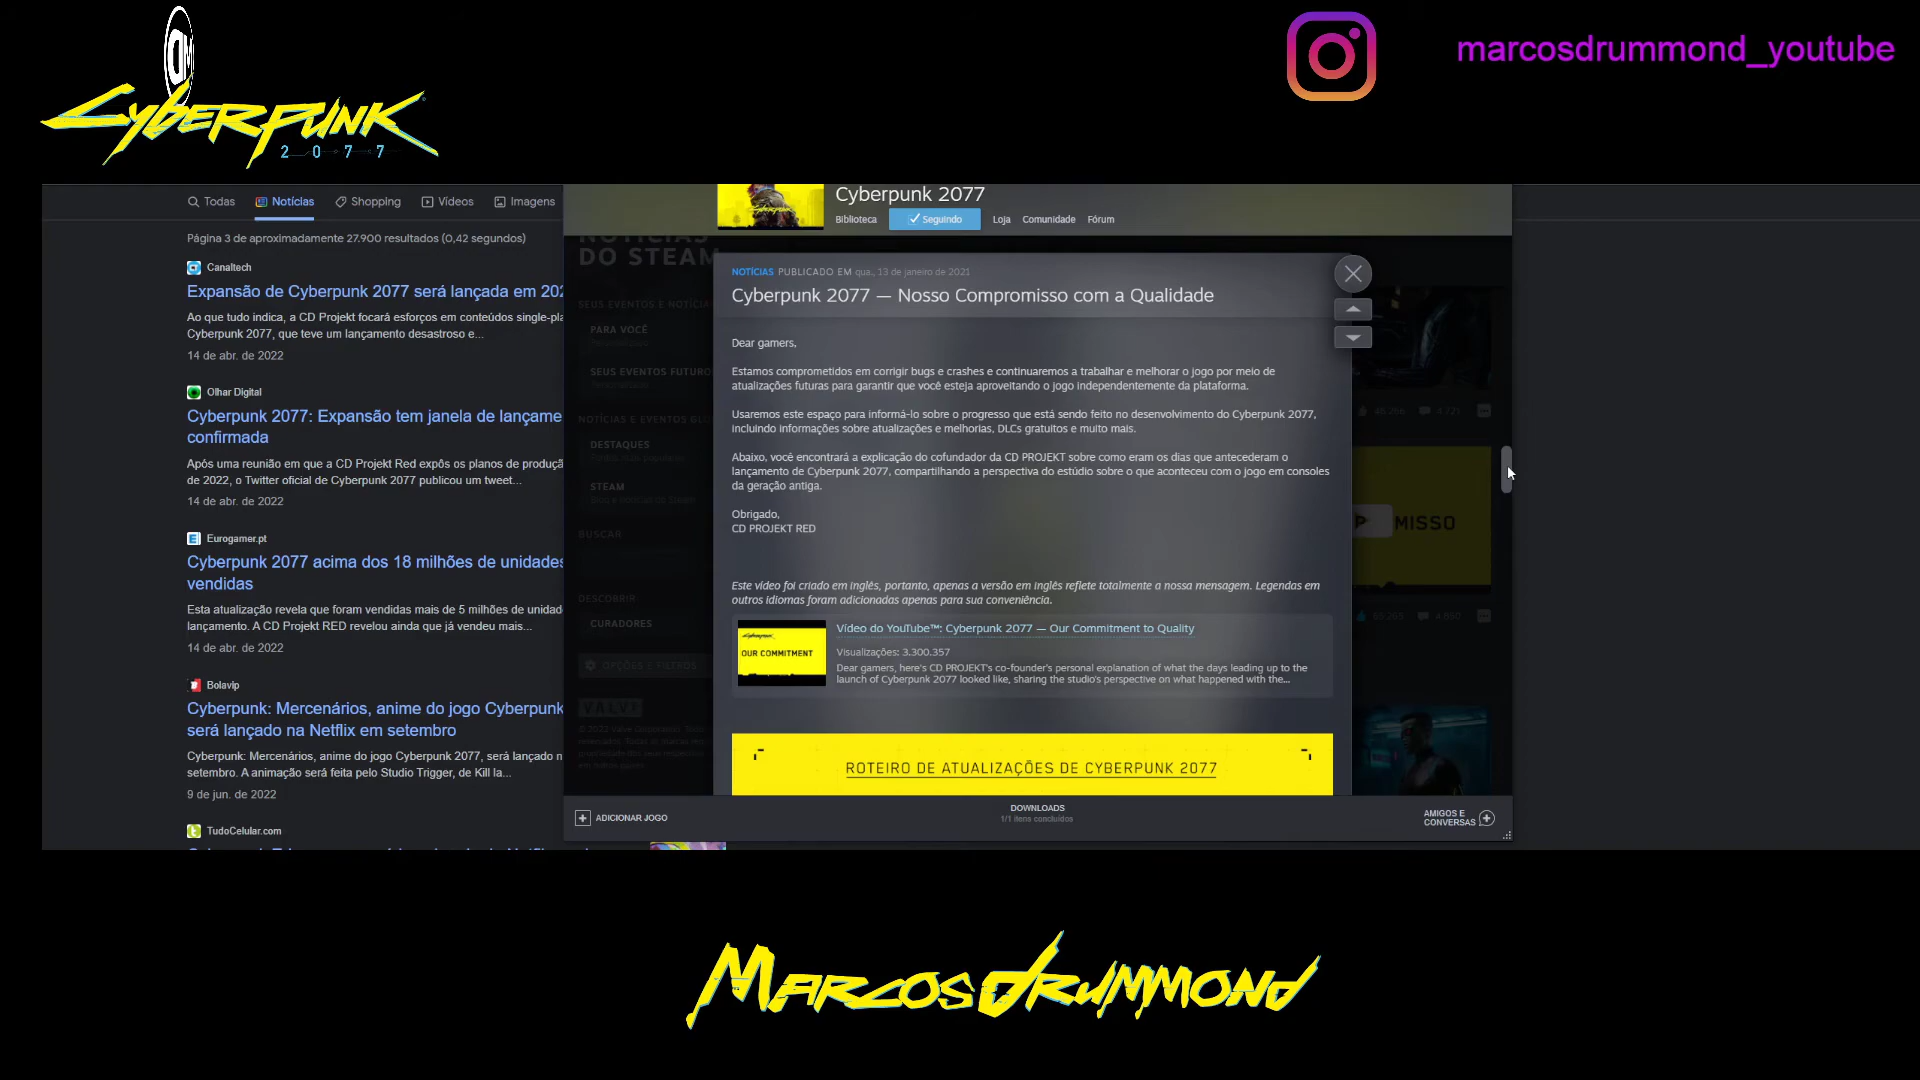 CYBERPUNK
2077
marcosdrummond_youtube
Todas
Notícias
Shopping
Vídeos
Imagens
Página 3 de aproximadamente 27.900 resultados (0,42 segundos)
Canaltech
Expansão de Cyberpunk 2077 será lançada em 202
Ao que tudo indica, a CD Projekt focará esforços em conteúdos single-pla
Cyberpunk 2077, que teve um lançamento desastroso e...
14 de abr. de 2022
Olhar Digital
Cyberpunk 2077: Expansão tem janela de lançame
confirmada
Após uma reunião em que a CD Projekt Red expôs os planos de produçã
de 2022, o Twitter oficial de Cyberpunk 2077 publicou um tweet...
14 de abr. de 2022
Eurogamer.pt
Cyberpunk 2077 acima dos 18 milhões de unidades
vendidas
Esta atualização revela que foram vendidas mais de 5 milhões de unidad
lançamento. A CD Projekt RED revelou ainda que já vendeu mais...
14 de abr. de 2022
Bolavip
Cyberpunk: Mercenários, anime do jogo Cyberpunk
será lançado na Netflix em setembro
Cyberpunk: Mercenários, anime do jogo Cyberpunk 2077, será lançado n
setembro. A animação será feita pelo Studio Trigger, de Kill la...
9 de jun. de 2022
TudoCelular.com
Cyberpunk 2077
Biblioteca
Seguindo
Loja
Comunidade
Fórum
NOTÍCIAS
DO STEAM
SEUS EVENTOS E NOTÍCIA
PARA VOCÊ
SEUS EVENTOS FUTURO
NOTÍCIAS E EVENTOS
DESTAQUES
STEAM
BUSCAR
DESCOBRIR
CURADORES
OPÇÕES E FILTROS
VALVE
NOTÍCIAS PUBLICADO EM qua., 13 de janeiro de 2021
Cyberpunk 2077 — Nosso Compromisso com a Qualidade
Dear gamers,
Estamos comprometidos em corrigir bugs e crashes e continuaremos a trabalhar e melhorar o jogo por meio de
atualizações futuras para garantir que você esteja aproveitando o jogo independentemente da plataforma.
Usaremos este espaço para informá-lo sobre o progresso que está sendo feito no desenvolvimento do Cyberpunk 2077,
incluindo informações sobre atualizações e melhorias, DLCs gratuitos e muito mais.
Abaixo, você encontrará a explicação do cofundador da CD PROJEKT sobre como eram os dias que antecederam o
lançamento de Cyberpunk 2077, compartilhando a perspectiva do estúdio sobre o que aconteceu com o jogo em consoles
da geração antiga.
Obrigado,
CD PROJEKT RED
Este vídeo foi criado em inglês, portanto, apenas a versão em inglês reflete totalmente a nossa mensagem. Legendas em
outros idiomas foram adicionadas apenas para sua conveniência.
OUR COMMITMENT
Vídeo do YouTube™: Cyberpunk 2077 — Our Commitment to Quality
Visualizações: 3.300.357
Dear gamers, here's CD PROJEKT's co-founder's personal explanation of what the days leading up to the
launch of Cyberpunk 2077 looked like, sharing the studio's perspective on what happened with the...
ROTEIRO DE ATUALIZAÇÕES DE CYBERPUNK 2077
MISSO
ADICIONAR JOGO
DOWNLOADS
1/1 itens concluídos
AMIGOS E
CONVERSAS
MARCOSDRUMMOND